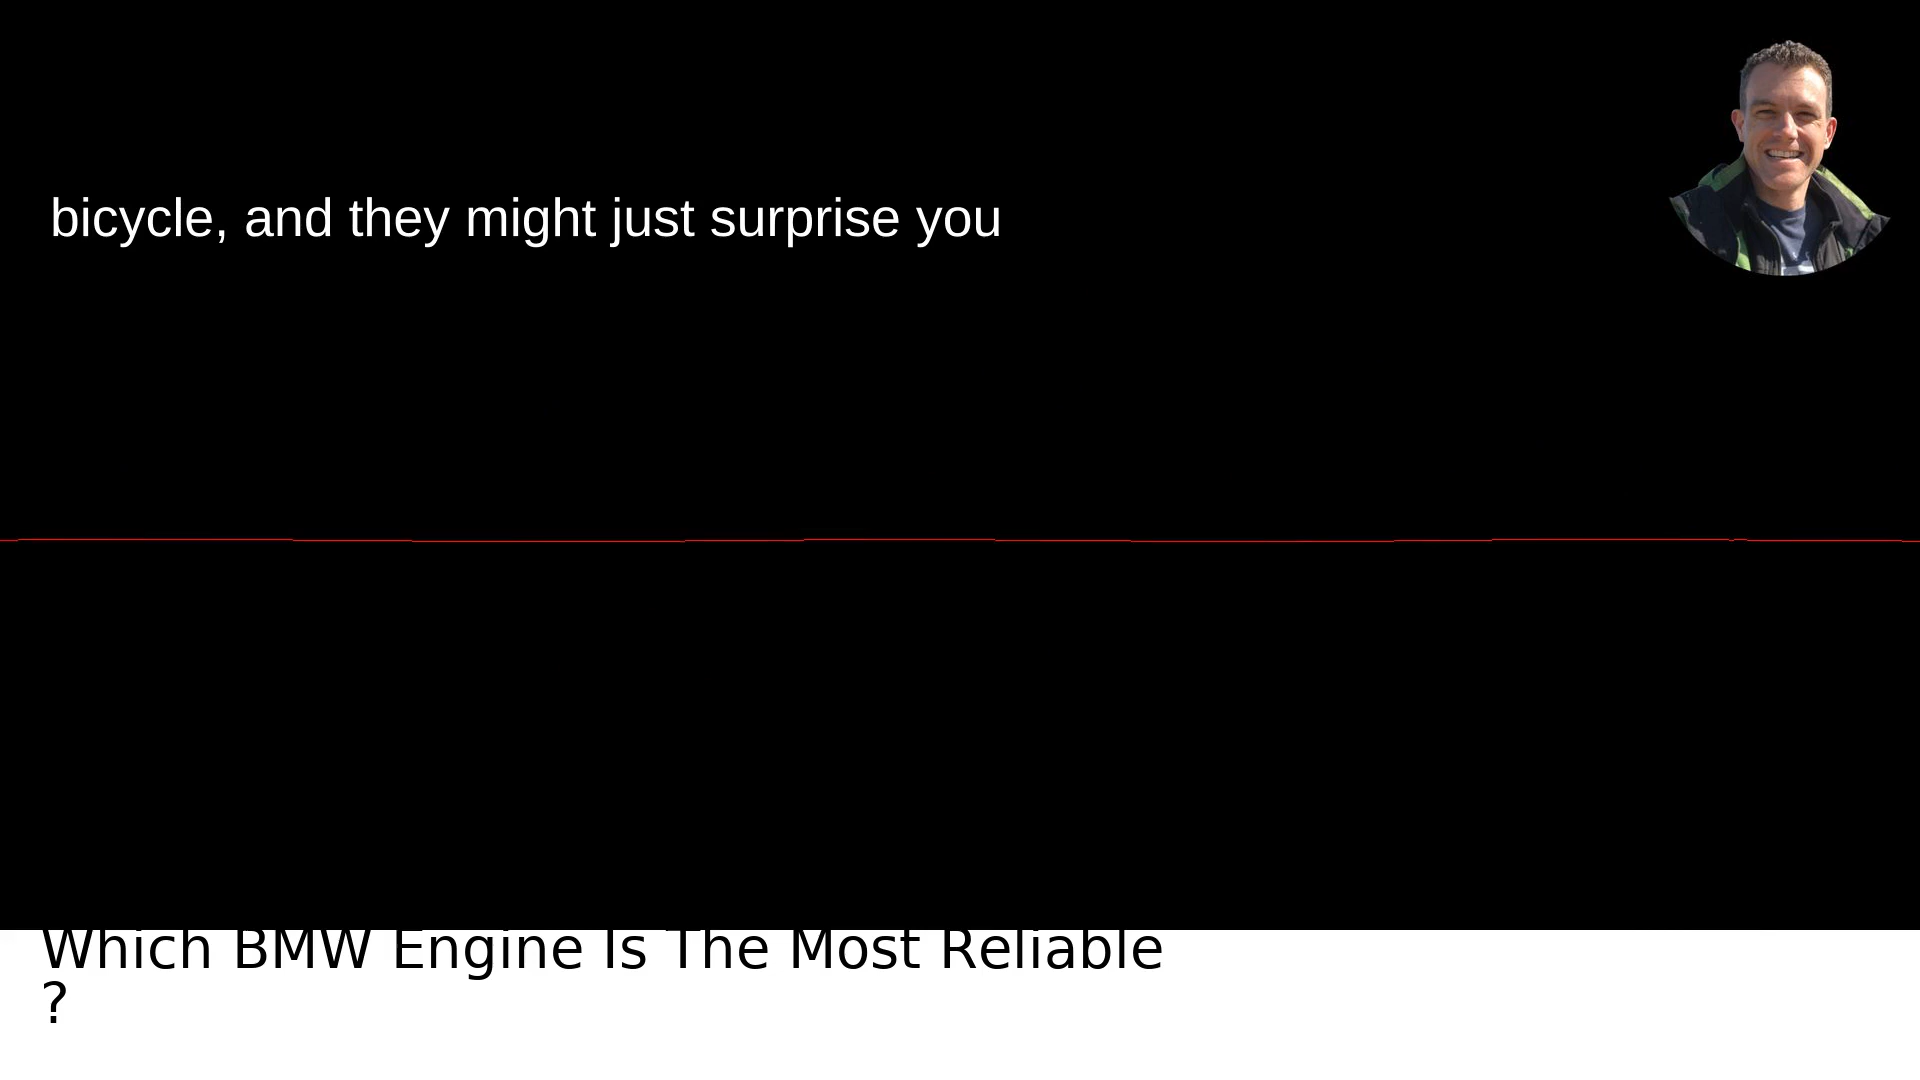 bicycle, and they might just surprise you
Which BMW Engine Is The Most Reliable
?